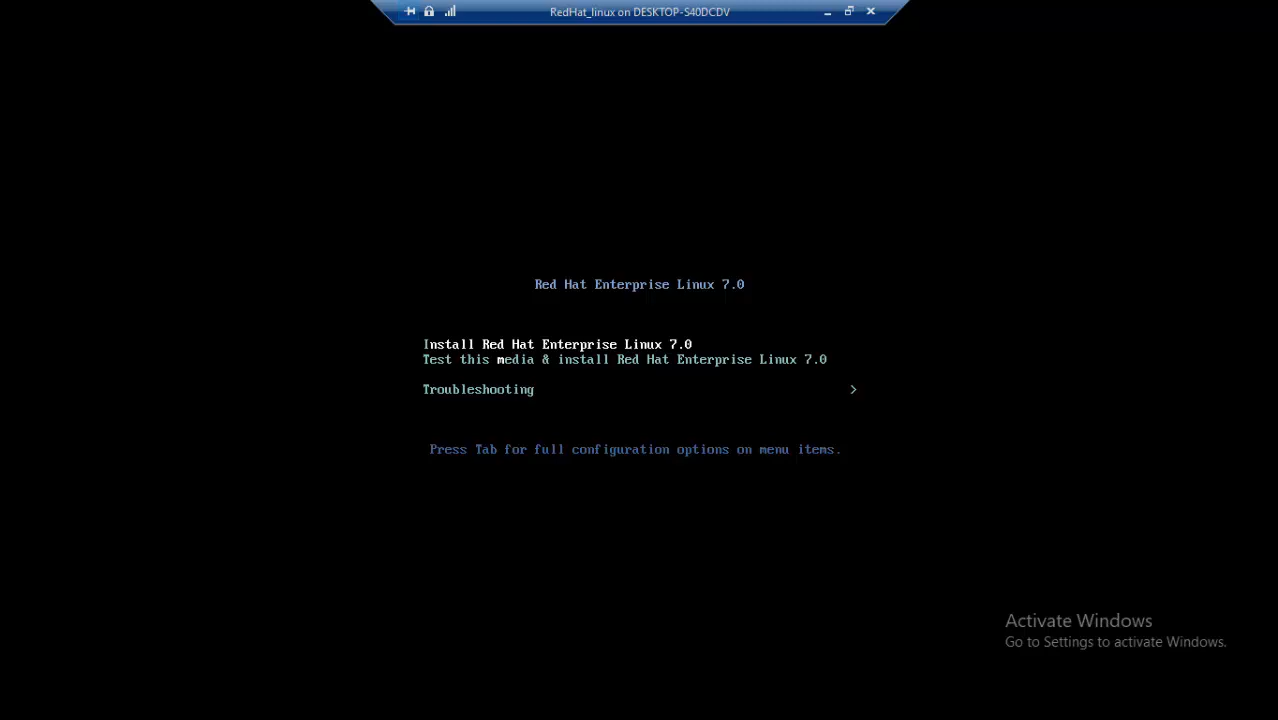 RedHat_linux on DESKTOP-S40DCDV
Red Hat Enterprise Linux 7.0
Install Red Hat Enterprise Linux 7.0
Test this media & install Red Hat Enterprise Linux 7.0
Troubleshooting >
Press Tab for full configuration options on menu items.
Activate Windows
Go to Settings to activate Windows.